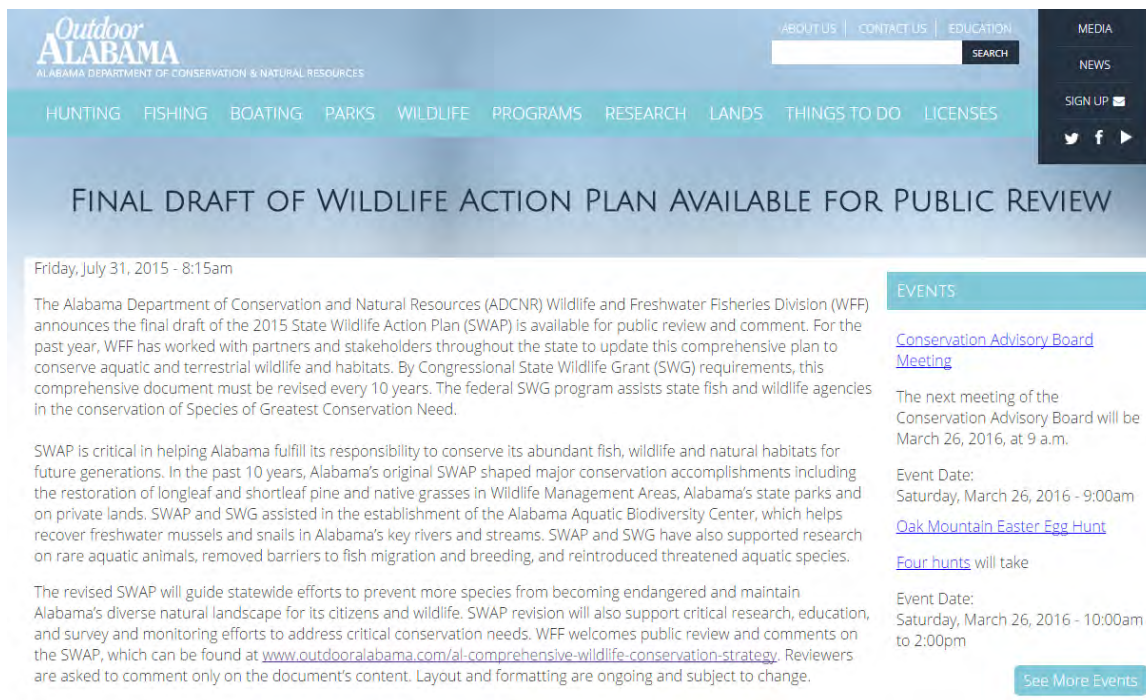 Outdoor
ALABAMA
ALABAMA DEPARTMENT OF CONSERVATION & NATURAL RESOURCES
ABOUT US | CONTACT US | EDUCATION
SEARCH
MEDIA
NEWS
SIGN UP
HUNTING FISHING BOATING PARKS WILDLIFE PROGRAMS RESEARCH LANDS THINGS TO DO LICENSES
FINAL DRAFT OF WILDLIFE ACTION PLAN AVAILABLE FOR PUBLIC REVIEW
Friday, July 31, 2015 - 8:15am
The Alabama Department of Conservation and Natural Resources (ADCNR) Wildlife and Freshwater Fisheries Division (WFF)
announces the final draft of the 2015 State Wildlife Action Plan (SWAP) is available for public review and comment. For the
past year, WFF has worked with partners and stakeholders throughout the state to update this comprehensive plan to
conserve aquatic and terrestrial wildlife and habitats. By Congressional State Wildlife Grant (SWG) requirements, this
comprehensive document must be revised every 10 years. The federal SWG program assists state fish and wildlife agencies
in the conservation of Species of Greatest Conservation Need.
SWAP is critical in helping Alabama fulfill its responsibility to conserve its abundant fish, wildlife and natural habitats for
future generations. In the past 10 years, Alabama's original SWAP shaped major conservation accomplishments including
the restoration of longleaf and shortleaf pine and native grasses in Wildlife Management Areas, Alabama's state parks and
on private lands. SWAP and SWG assisted in the establishment of the Alabama Aquatic Biodiversity Center, which helps
recover freshwater mussels and snails in Alabama's key rivers and streams. SWAP and SWG have also supported research
on rare aquatic animals, removed barriers to fish migration and breeding, and reintroduced threatened aquatic species.
The revised SWAP will guide statewide efforts to prevent more species from becoming endangered and maintain
Alabama's diverse natural landscape for its citizens and wildlife. SWAP revision will also support critical research, education,
and survey and monitoring efforts to address critical conservation needs. WFF welcomes public review and comments on
the SWAP, which can be found at www.outdooralabama.com/al-comprehensive-wildlife-conservation-strategy. Reviewers
are asked to comment only on the document's content. Layout and formatting are ongoing and subject to change.
EVENTS
Conservation Advisory Board
Meeting
The next meeting of the
Conservation Advisory Board will be
March 26, 2016, at 9 a.m.
Event Date:
Saturday, March 26, 2016 - 9:00am
Oak Mountain Easter Egg Hunt
Four hunts will take
Event Date:
Saturday, March 26, 2016 - 10:00am
to 2:00pm
See More Events